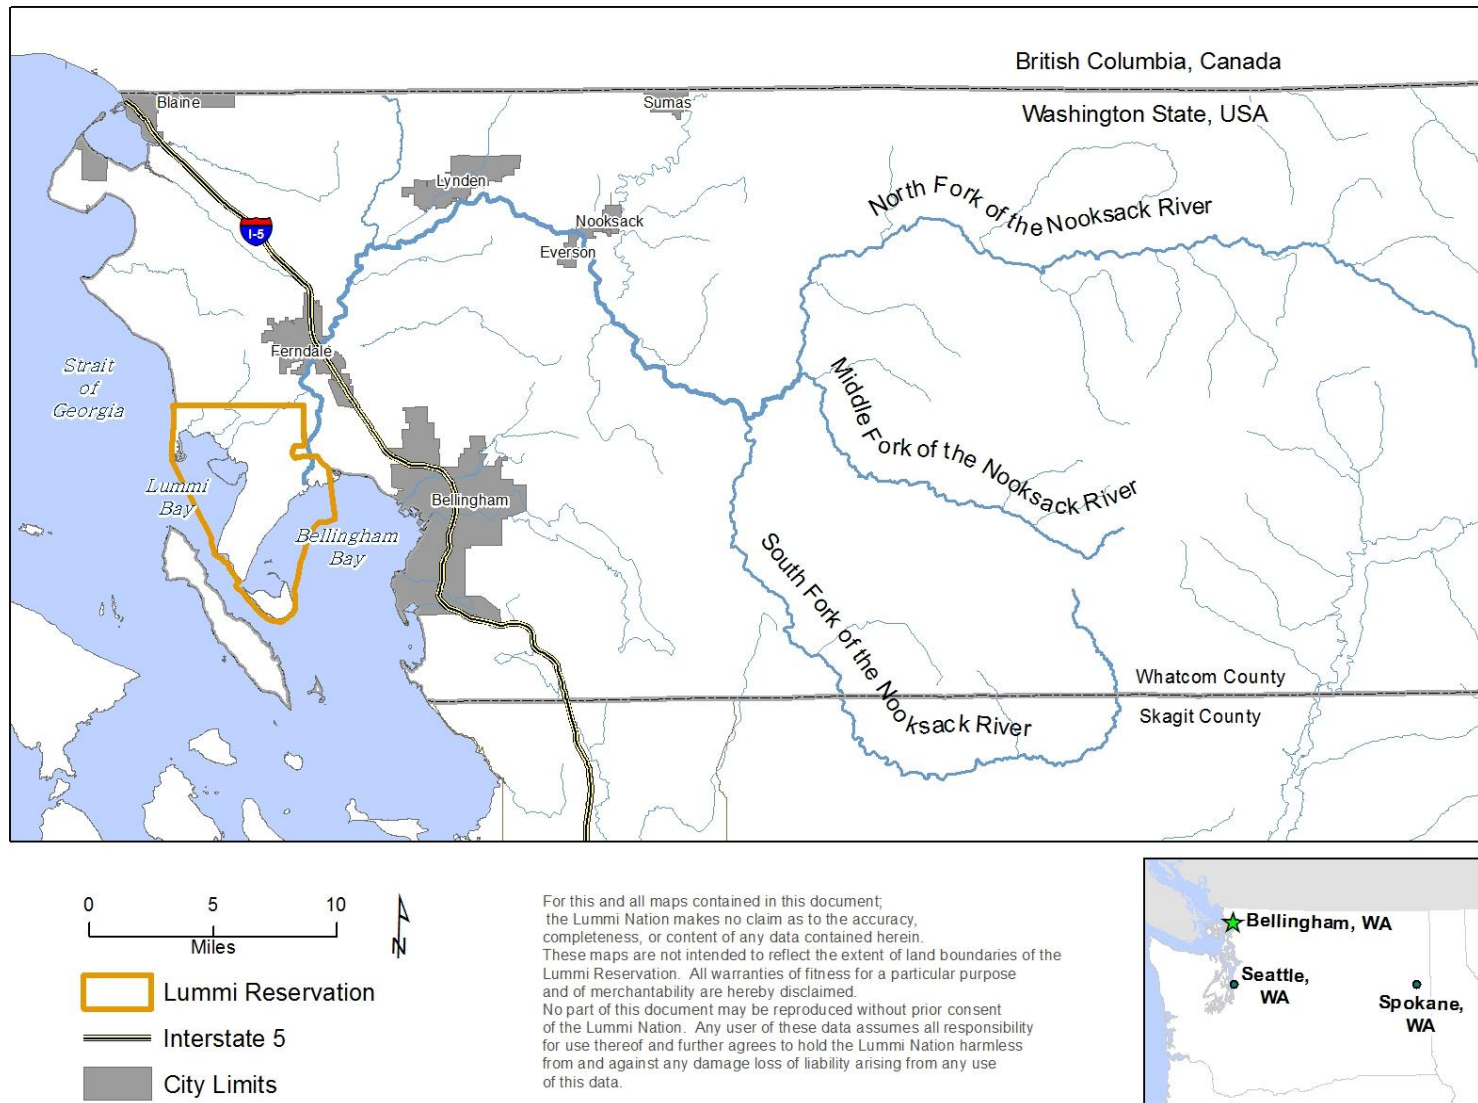 British Columbia, Canada
Washington State, USA
Blaine
Sumas
Lynden
Nooksack
Everson
North Fork of the Nooksack River
I-5
Ferndale
Strait
of
Georgia
Middle Fork of the Nooksack River
Lummi
Bay
Bellingham
Bellingham
Bay
South Fork of the Nooksack River
Whatcom County
Skagit County
0 5 10
Miles
N
Lummi Reservation
Interstate 5
City Limits
For this and all maps contained in this document;
the Lummi Nation makes no claim as to the accuracy,
completeness, or content of any data contained herein.
These maps are not intended to reflect the extent of land boundaries of the
Lummi Reservation. All warranties of fitness for a particular purpose
and of merchantability are hereby disclaimed.
No part of this document may be reproduced without prior consent
of the Lummi Nation. Any user of these data assumes all responsibility
for use thereof and further agrees to hold the Lummi Nation harmless
from and against any damage loss of liability arising from any use
of this data.
Bellingham, WA
Seattle,
WA
Spokane,
WA